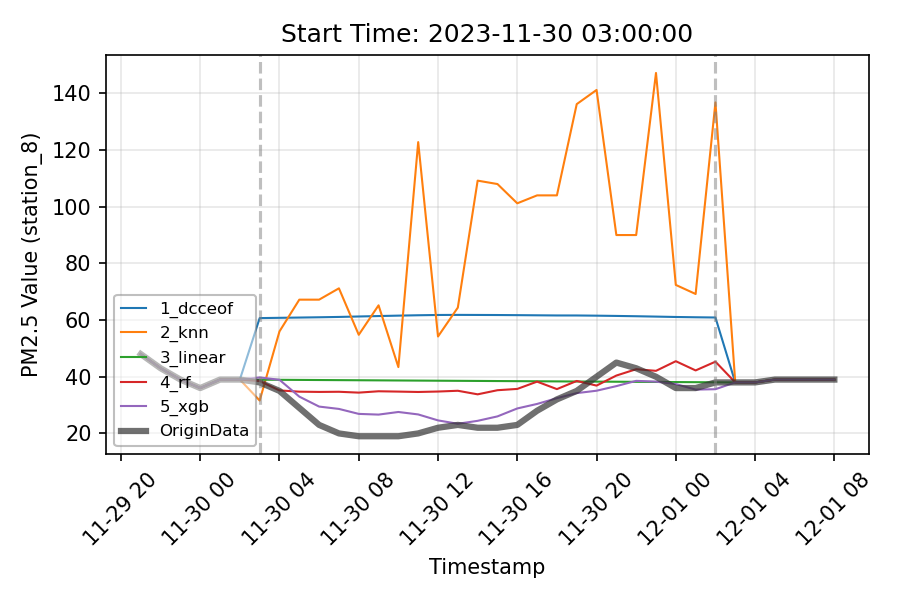 Start Time: 2023-11-30 03:00:00
PM2.5 Value (station_8)
140
120
100
80
60
40
20
1_dcceof
2_knn
3_linear
4_rf
5_xgb
OriginData
11-29 20
11-30 00
11-30 04
11-30 08
11-30 12
11-30 16
11-30 20
12-01 00
12-01 04
12-01 08
Timestamp